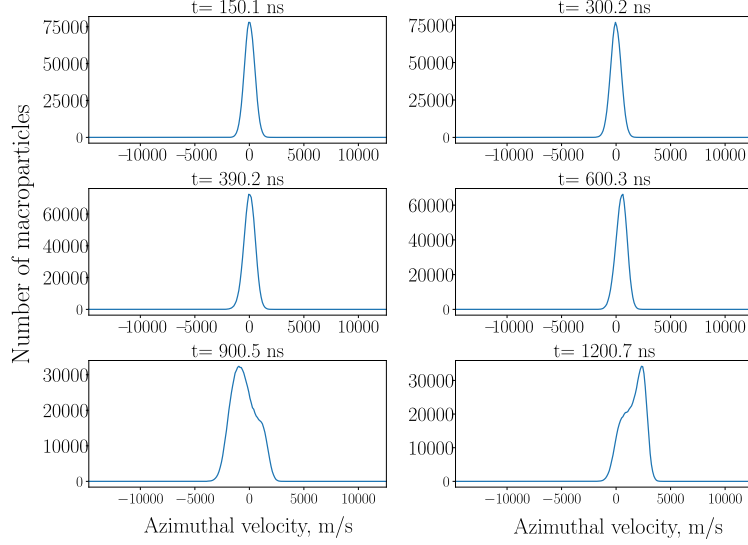 t= 150.1 ns
t= 300.2 ns
75000
50000
25000
0
−10000 −5000 0 5000 10000
75000
50000
25000
0
−10000 −5000 0 5000 10000
Number of macroparticles
t= 390.2 ns
t= 600.3 ns
60000
40000
20000
0
−10000 −5000 0 5000 10000
60000
40000
20000
0
−10000 −5000 0 5000 10000
t= 900.5 ns
t= 1200.7 ns
30000
20000
10000
0
−10000 −5000 0 5000 10000
30000
20000
10000
0
−10000 −5000 0 5000 10000
Azimuthal velocity, m/s
Azimuthal velocity, m/s